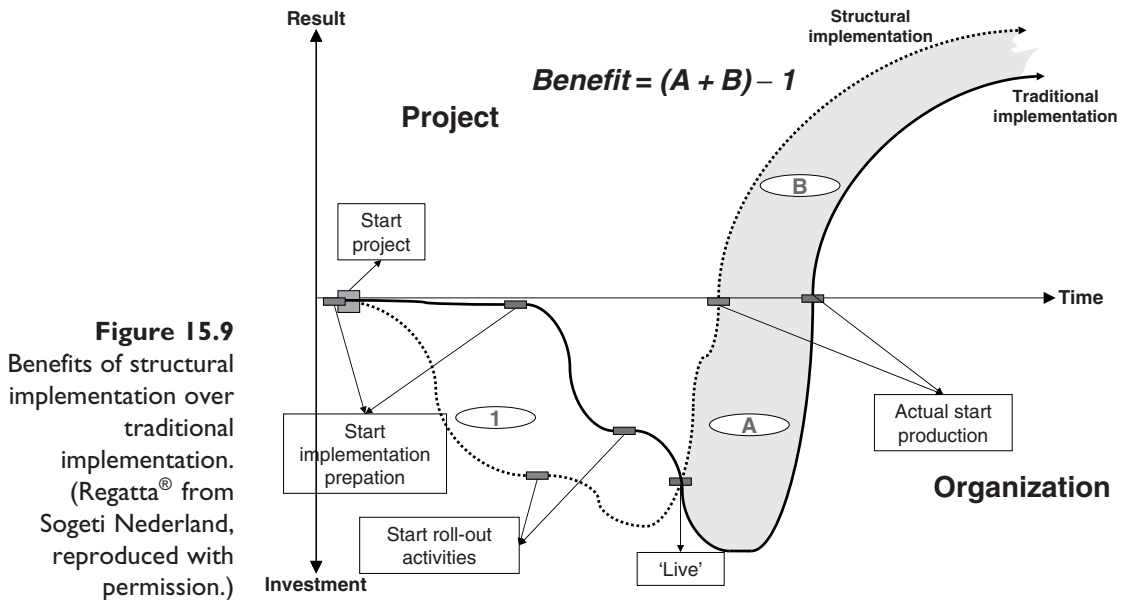 Result
Structural
implementation
Benefit = (A + B) – 1
Traditional
implementation
Project
B
Start
project
Time
Figure 15.9
Benefits of structural
implementation over
traditional
implementation.
(Regatta® from
Sogeti Nederland,
reproduced with
permission.)
1
A
Start
implementation
prepation
Actual start
production
Organization
Start roll-out
activities
'Live'
Investment